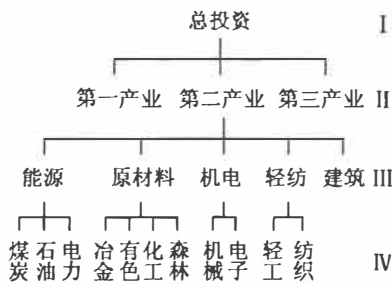 总投资 I
第一产业 第二产业 第三产业 II
能源 原材料 机电 轻纺 建筑 III
煤炭 石油 电力 冶金 有色 化工 森林 机械 电子 轻工 纺织 IV